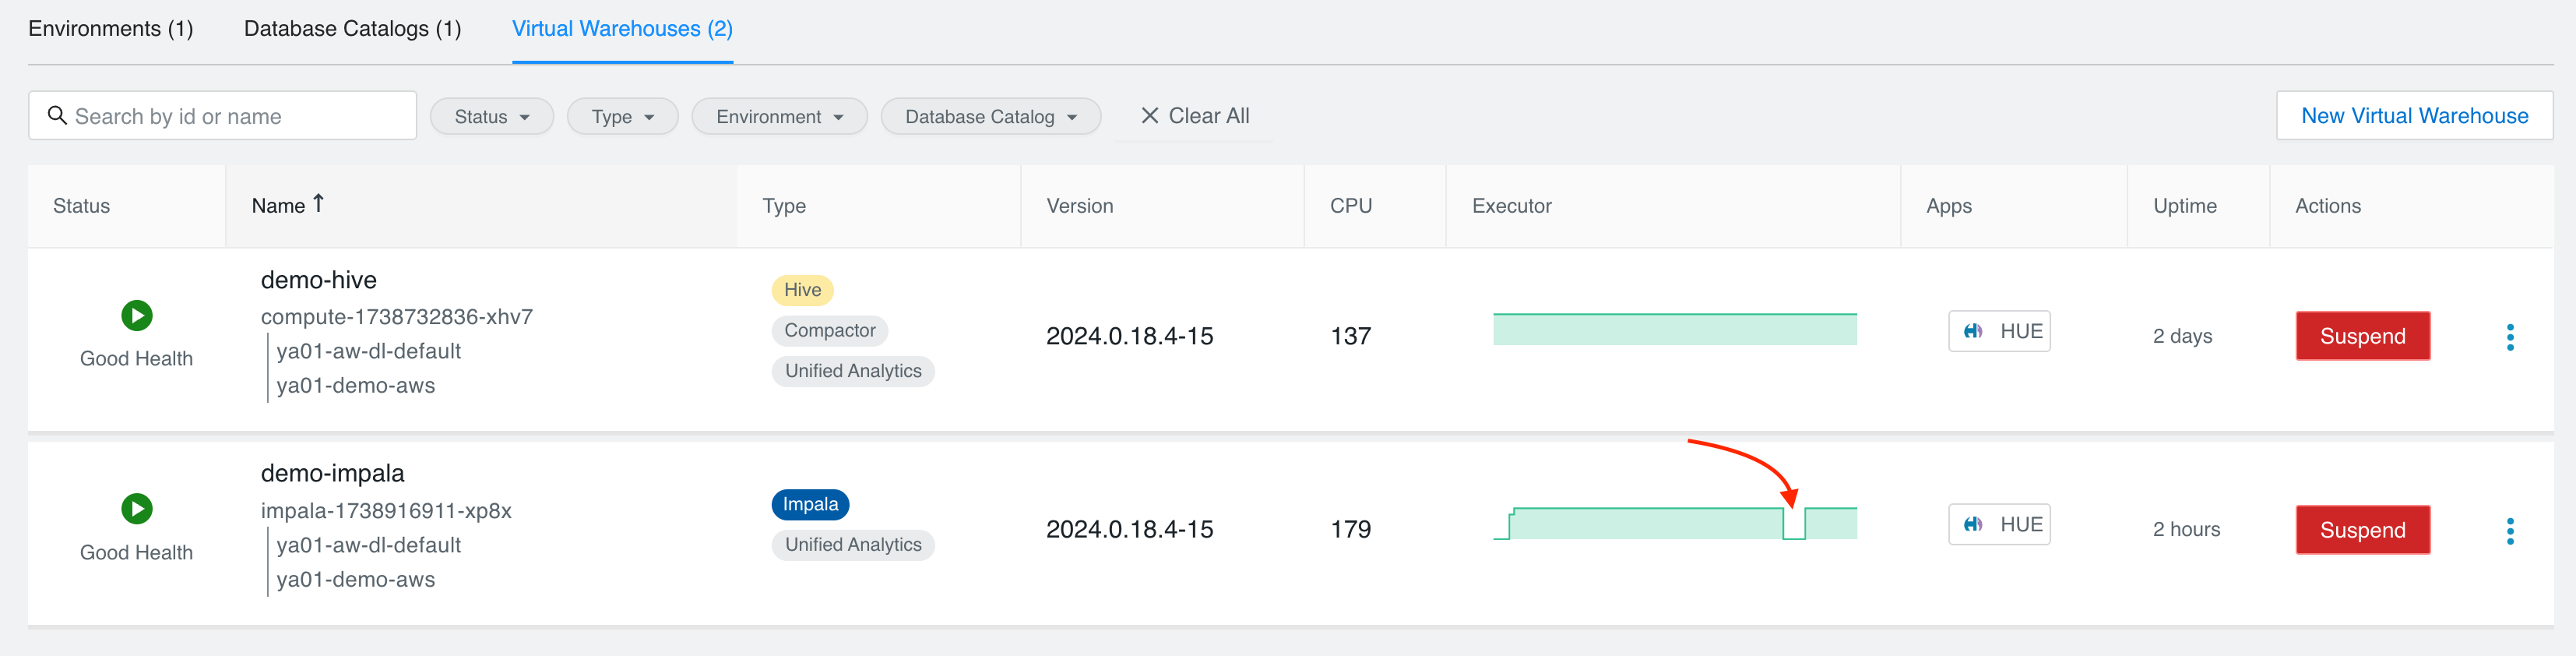 Environments (1) Database Catalogs (1) Virtual Warehouses (2)
Search by id or name Status Type Environment Database Catalog Clear All New Virtual Warehouse
Status Name Type Version CPU Executor Apps Uptime Actions
demo-hive
compute-1738732836-xhv7
ya01-aw-dl-default
ya01-demo-aws
Good Health
Hive
Compactor
Unified Analytics
2024.0.18.4-15 137 HUE 2 days Suspend
demo-impala
impala-1738916911-xp8x
ya01-aw-dl-default
ya01-demo-aws
Good Health
Impala
Unified Analytics
2024.0.18.4-15 179 HUE 2 hours Suspend